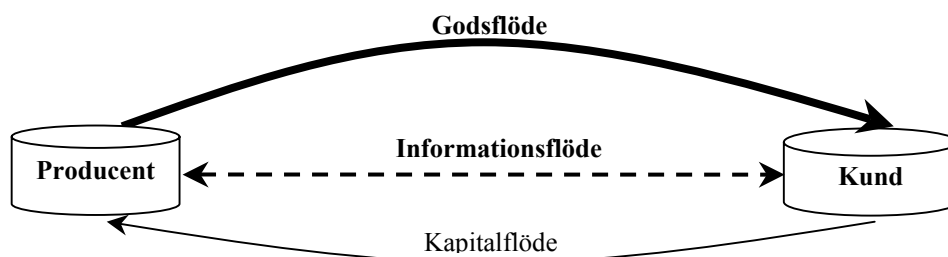 Godsflöde
Producent
Informationsflöde
Kund
Kapitalflöde